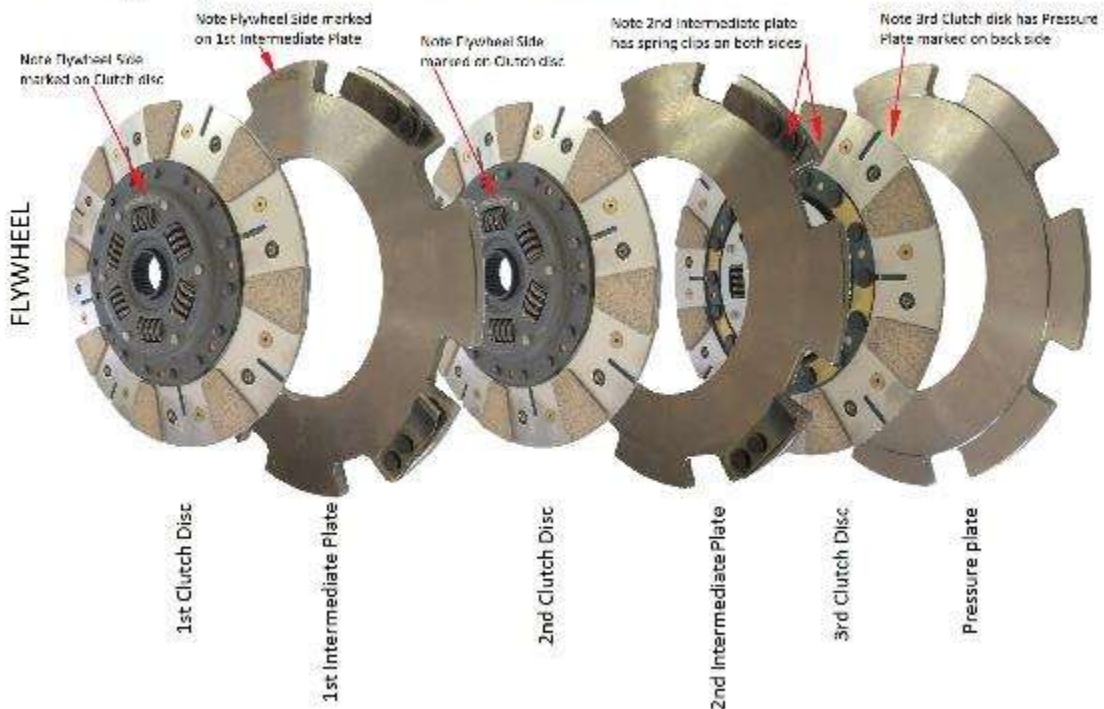 Note Flywheel Side marked
on 1st Intermediate Plate
Note Flywheel Side
marked on Clutch disc
Note Flywheel Side
marked on Clutch disc
Note 2nd Intermediate plate
has spring clips on both sides
Note 3rd Clutch disk has Pressure
Plate marked on back side
FLYWHEEL
1st Clutch Disc
1st Intermediate Plate
2nd Clutch Disc
2nd Intermediate Plate
3rd Clutch Disc
Pressure plate